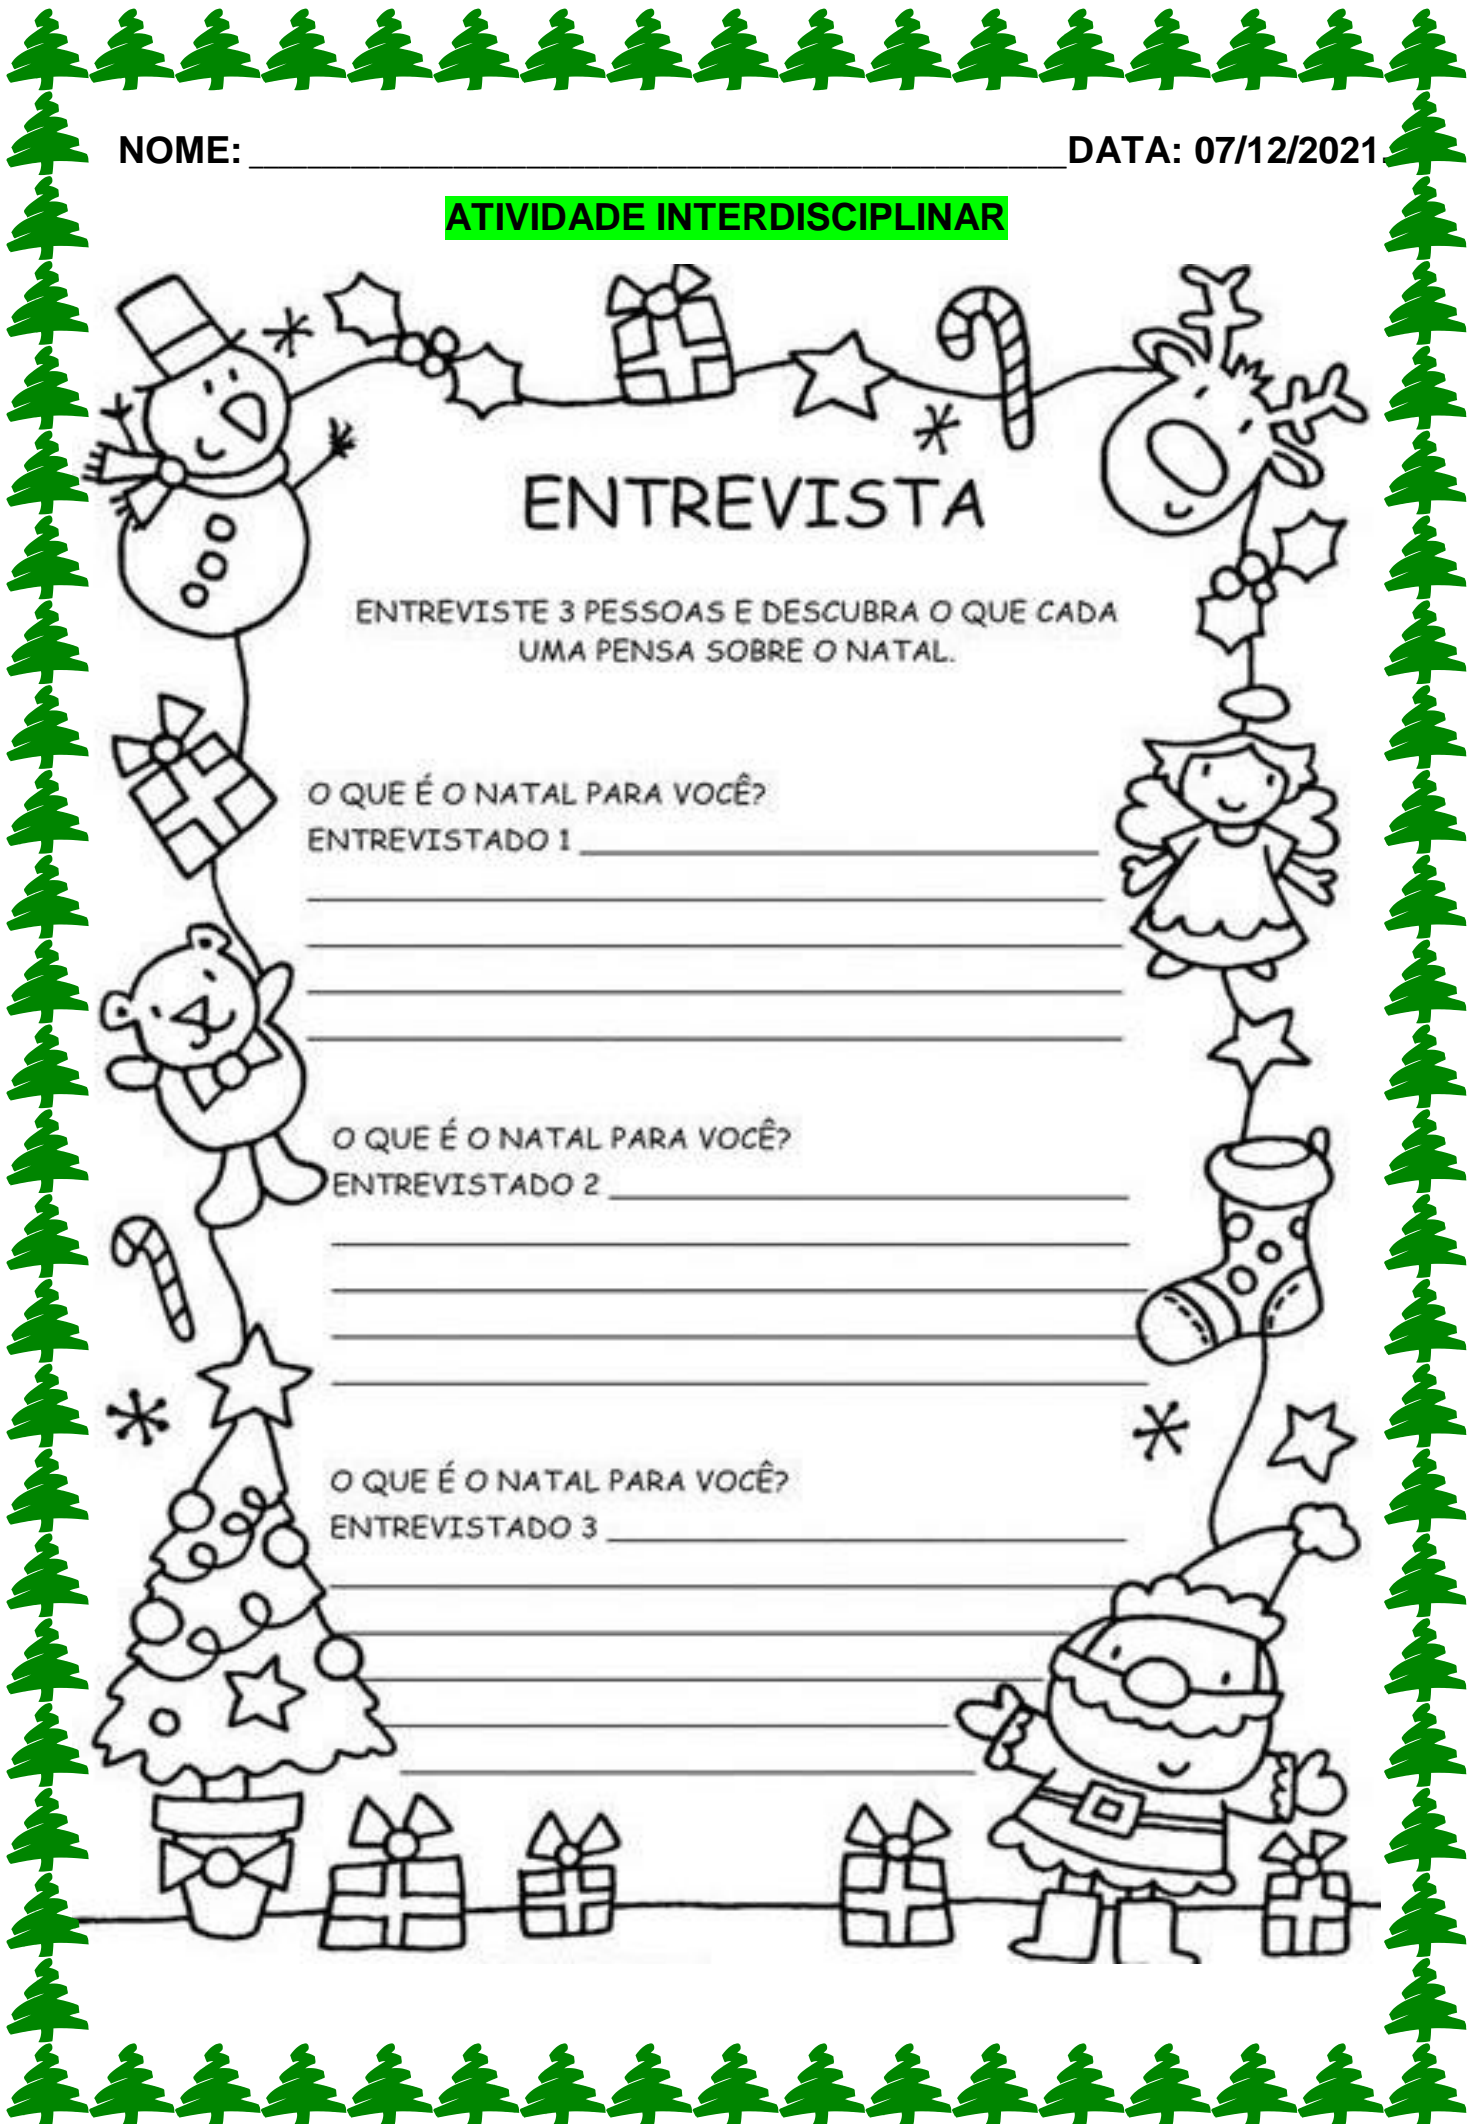 NOME: ___________________________________________DATA: 07/12/2021.
ATIVIDADE INTERDISCIPLINAR
ENTREVISTA
ENTREVISTE 3 PESSOAS E DESCUBRA O QUE CADA
UMA PENSA SOBRE O NATAL.
O QUE É O NATAL PARA VOCÊ?
ENTREVISTADO 1
O QUE É O NATAL PARA VOCÊ?
ENTREVISTADO 2
O QUE É O NATAL PARA VOCÊ?
ENTREVISTADO 3